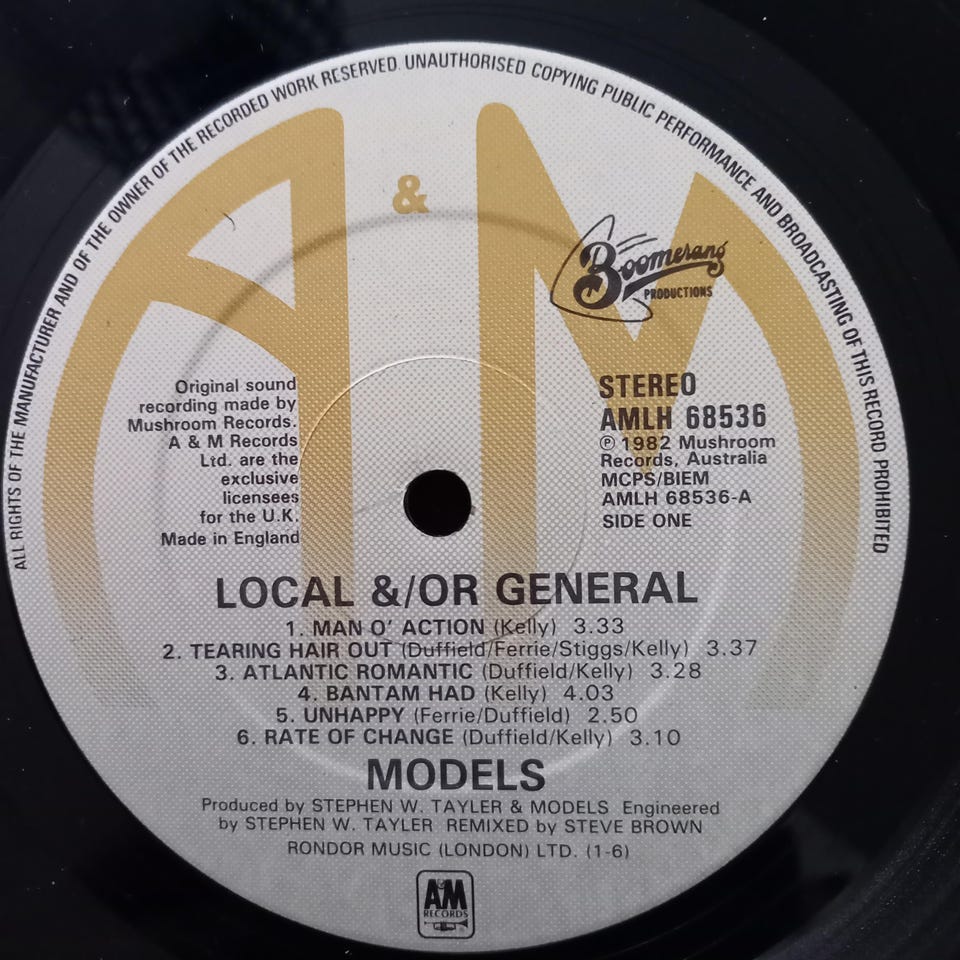 ALL RIGHTS OF THE MANUFACTURER AND OF THE OWNER OF THE RECORDED WORK RESERVED. UNAUTHORISED COPYING PUBLIC PERFORMANCE AND BROADCASTING OF THIS RECORD PROHIBITED
A & M
Boomerang
PRODUCTIONS
Original sound
recording made by
Mushroom Records.
A & M Records
Ltd. are the
exclusive
licensees
for the U.K.
Made in England
STEREO
AMLH 68536
℗ 1982 Mushroom
Records, Australia
MCPS/BIEM
AMLH 68536-A
SIDE ONE
LOCAL &/OR GENERAL
1. MAN O' ACTION (Kelly) 3.33
2. TEARING HAIR OUT (Duffield/Ferrie/Stiggs/Kelly) 3.37
3. ATLANTIC ROMANTIC (Duffield/Kelly) 3.28
4. BANTAM HAD (Kelly) 4.03
5. UNHAPPY (Ferrie/Duffield) 2.50
6. RATE OF CHANGE (Duffield/Kelly) 3.10
MODELS
Produced by STEPHEN W. TAYLER & MODELS Engineered
by STEPHEN W. TAYLER REMIXED by STEVE BROWN
RONDOR MUSIC (LONDON) LTD. (1-6)
A&M
RECORDS